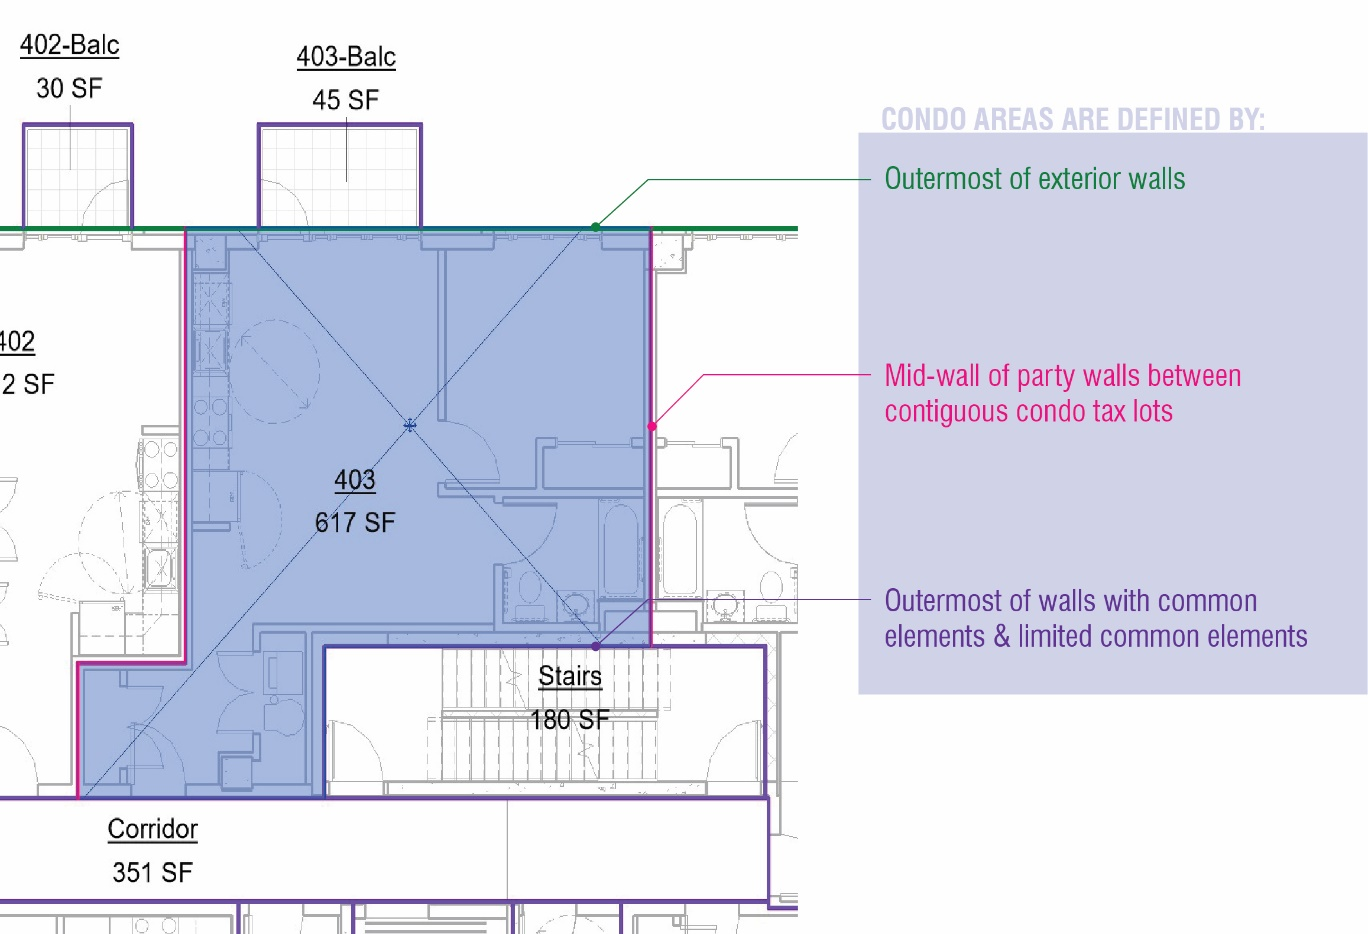 402-Balc
30 SF
403-Balc
45 SF
CONDO AREAS ARE DEFINED BY:
Outermost of exterior walls
402
2 SF
Mid-wall of party walls between
contiguous condo tax lots
403
617 SF
Outermost of walls with common
elements & limited common elements
Stairs
180 SF
Corridor
351 SF